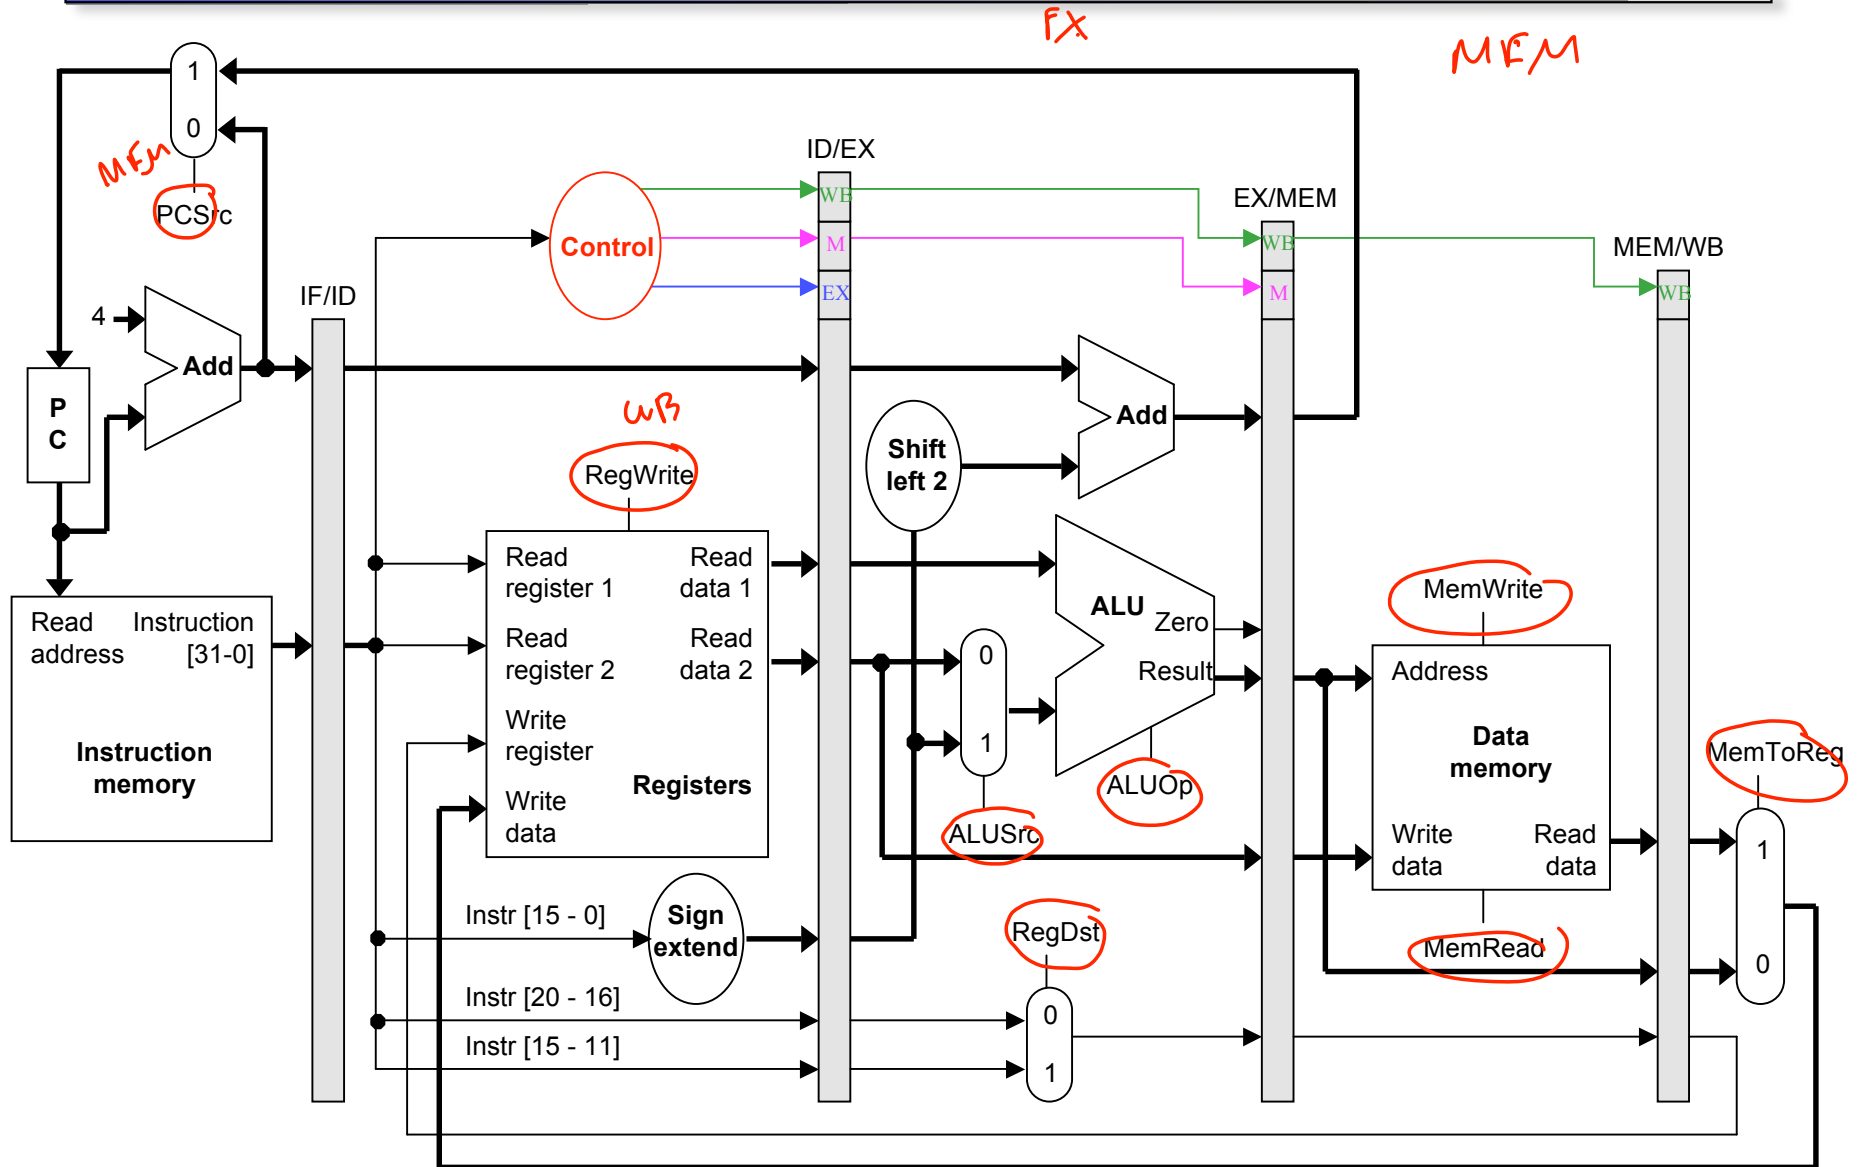 EX
MEM
1
0
MEM
PCSrc
ID/EX
WB
M
EX
Control
EX/MEM
WB
M
MEM/WB
WB
IF/ID
4
Add
P
C
WB
RegWrite
Shift
left 2
Add
Read
register 1
Read
data 1
Read
register 2
Read
data 2
Write
register
Write
data
Registers
Read
address
Instruction
[31-0]
Instruction
memory
0
1
ALUSrc
ALU
Zero
Result
ALUOp
MemWrite
Address
Data
memory
Write
data
Read
data
MemRead
MemToReg
1
0
Instr [15 - 0]
Sign
extend
Instr [20 - 16]
Instr [15 - 11]
RegDst
0
1